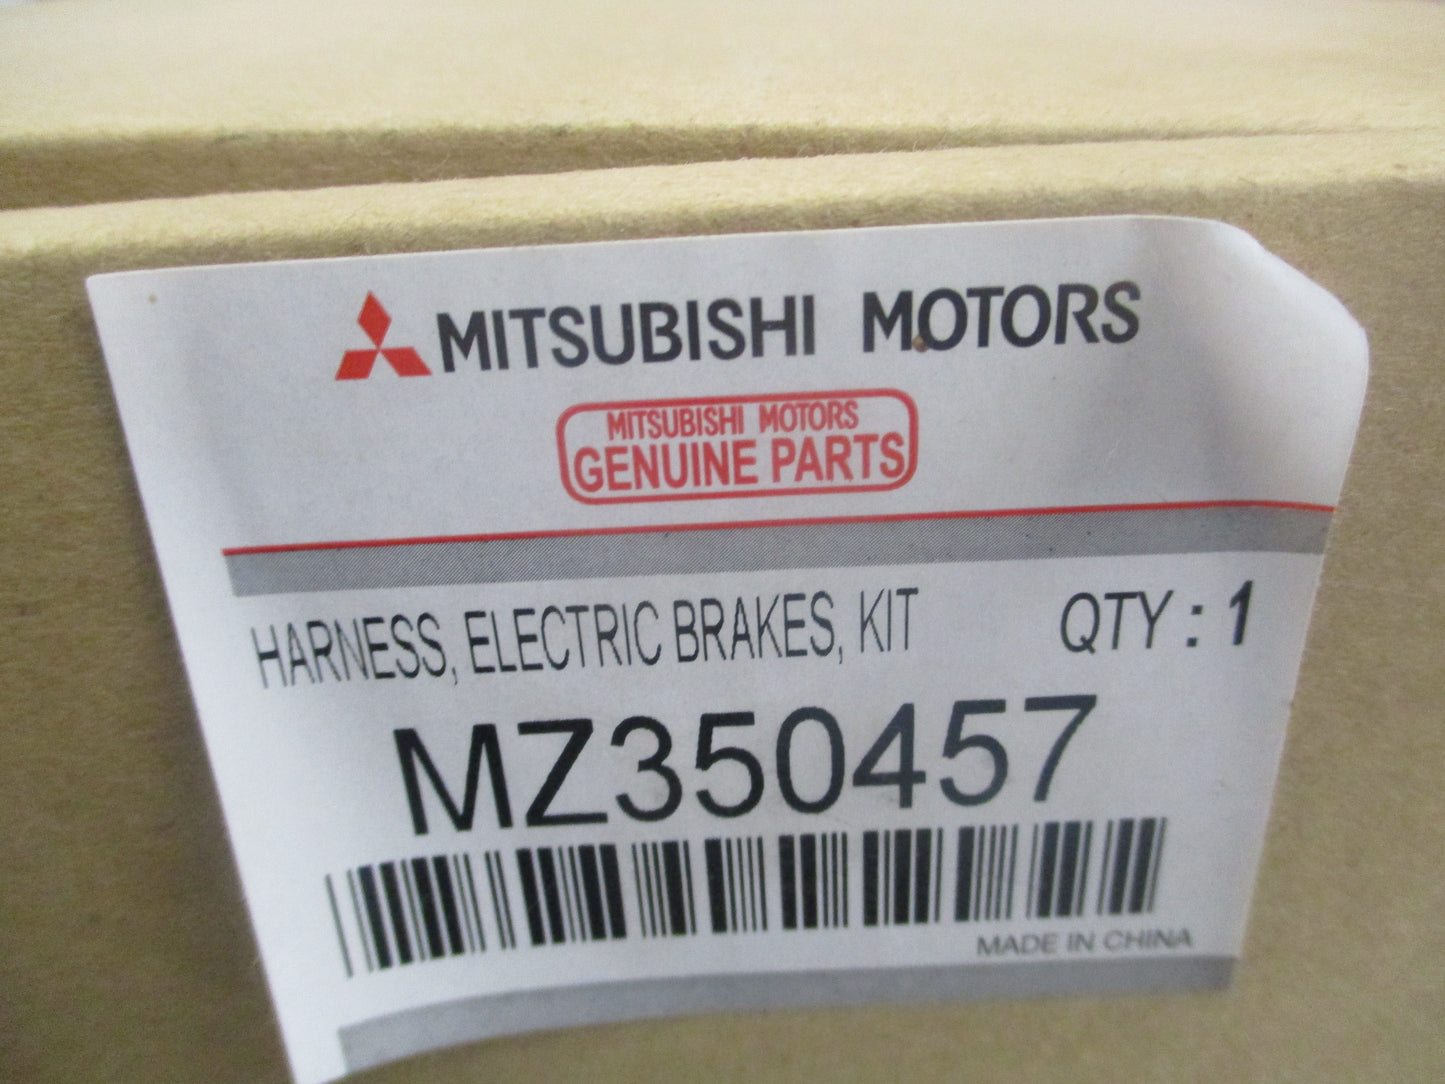 MITSUBISHI MOTORS
MITSUBISHI MOTORS
GENUINE PARTS
HARNESS, ELECTRIC BRAKES, KIT QTY : 1
MZ350457
MADE IN CHINA